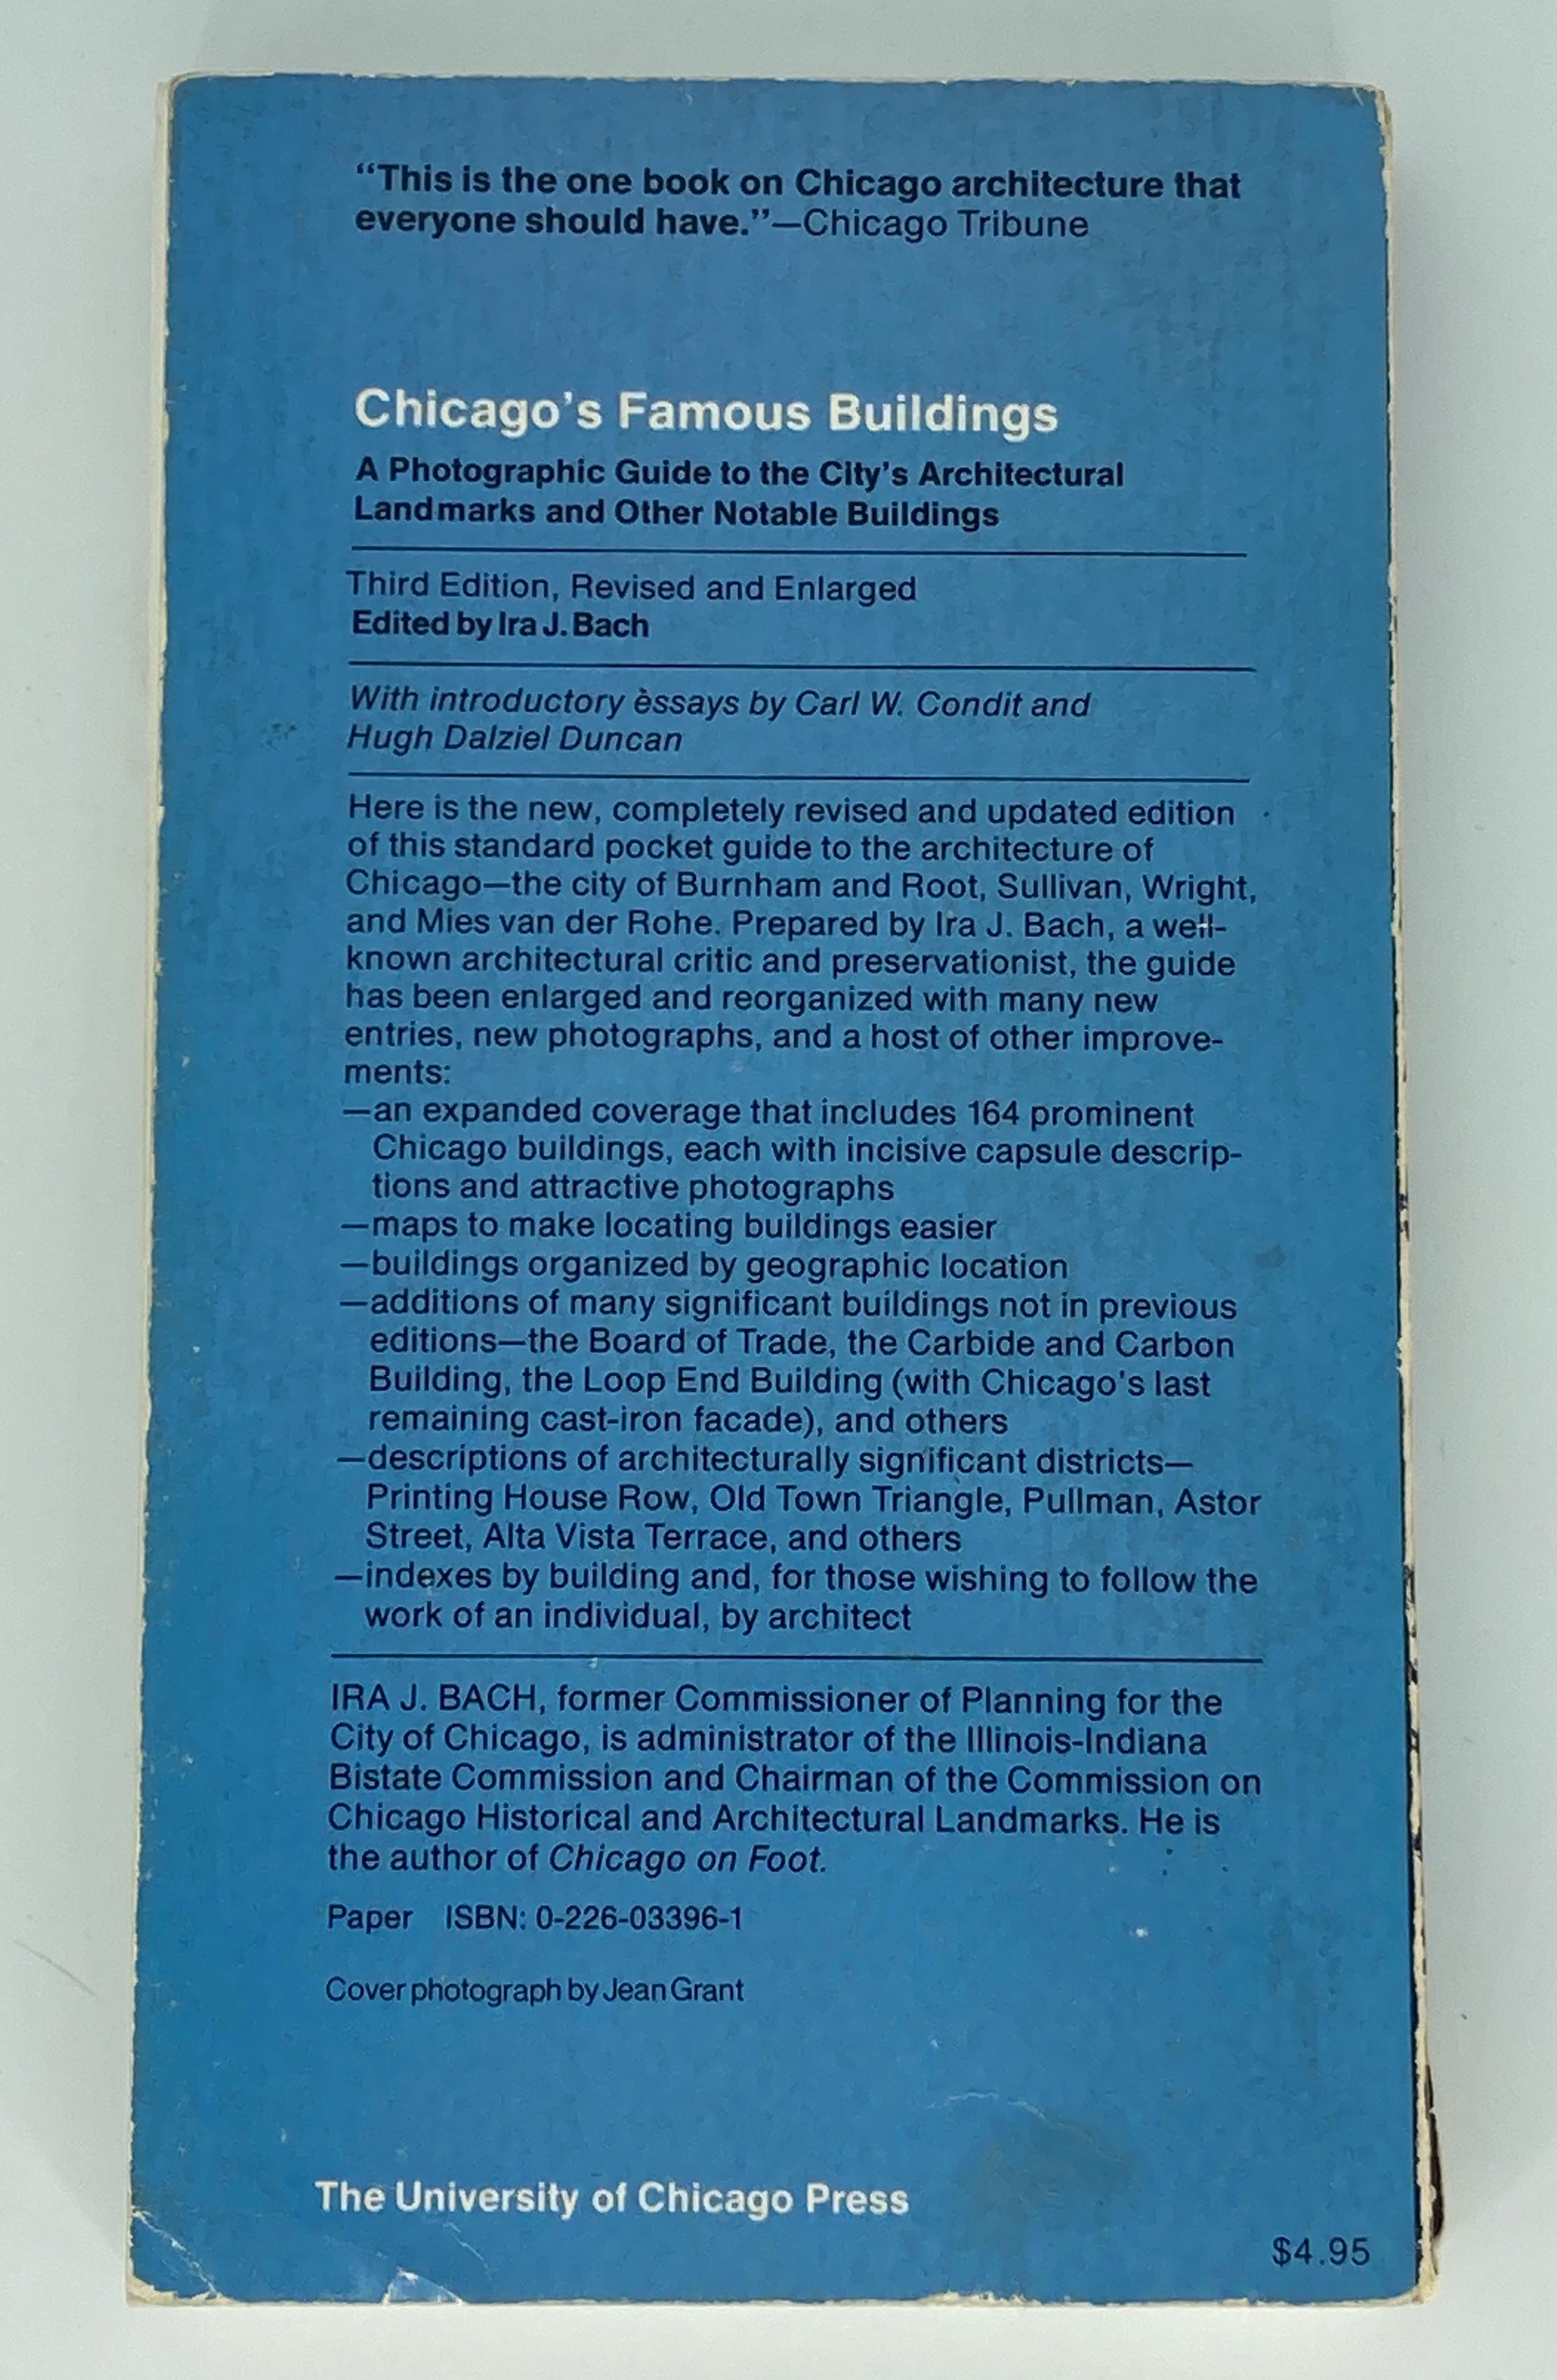 “This is the one book on Chicago architecture that
everyone should have.”—Chicago Tribune
Chicago’s Famous Buildings
A Photographic Guide to the City’s Architectural
Landmarks and Other Notable Buildings
Third Edition, Revised and Enlarged
Edited by Ira J. Bach
With introductory essays by Carl W. Condit and
Hugh Dalziel Duncan
Here is the new, completely revised and updated edition
of this standard pocket guide to the architecture of
Chicago—the city of Burnham and Root, Sullivan, Wright,
and Mies van der Rohe. Prepared by Ira J. Bach, a well-
known architectural critic and preservationist, the guide
has been enlarged and reorganized with many new
entries, new photographs, and a host of other improve-
ments:
—an expanded coverage that includes 164 prominent
Chicago buildings, each with incisive capsule descrip-
tions and attractive photographs
—maps to make locating buildings easier
—buildings organized by geographic location
—additions of many significant buildings not in previous
editions—the Board of Trade, the Carbide and Carbon
Building, the Loop End Building (with Chicago’s last
remaining cast-iron facade), and others
—descriptions of architecturally significant districts—
Printing House Row, Old Town Triangle, Pullman, Astor
Street, Alta Vista Terrace, and others
—indexes by building and, for those wishing to follow the
work of an individual, by architect
IRA J. BACH, former Commissioner of Planning for the
City of Chicago, is administrator of the Illinois-Indiana
Bistate Commission and Chairman of the Commission on
Chicago Historical and Architectural Landmarks. He is
the author of Chicago on Foot.
Paper ISBN: 0-226-03396-1
Cover photograph by Jean Grant
The University of Chicago Press
$4.95